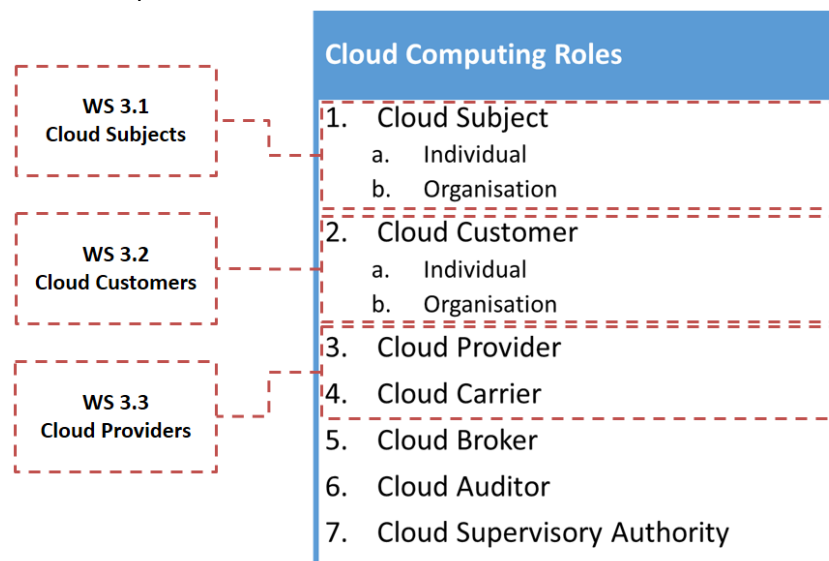 Cloud Computing Roles
WS 3.1
Cloud Subjects
1. Cloud Subject
a. Individual
b. Organisation
WS 3.2
Cloud Customers
2. Cloud Customer
a. Individual
b. Organisation
WS 3.3
Cloud Providers
3. Cloud Provider
4. Cloud Carrier
5. Cloud Broker
6. Cloud Auditor
7. Cloud Supervisory Authority